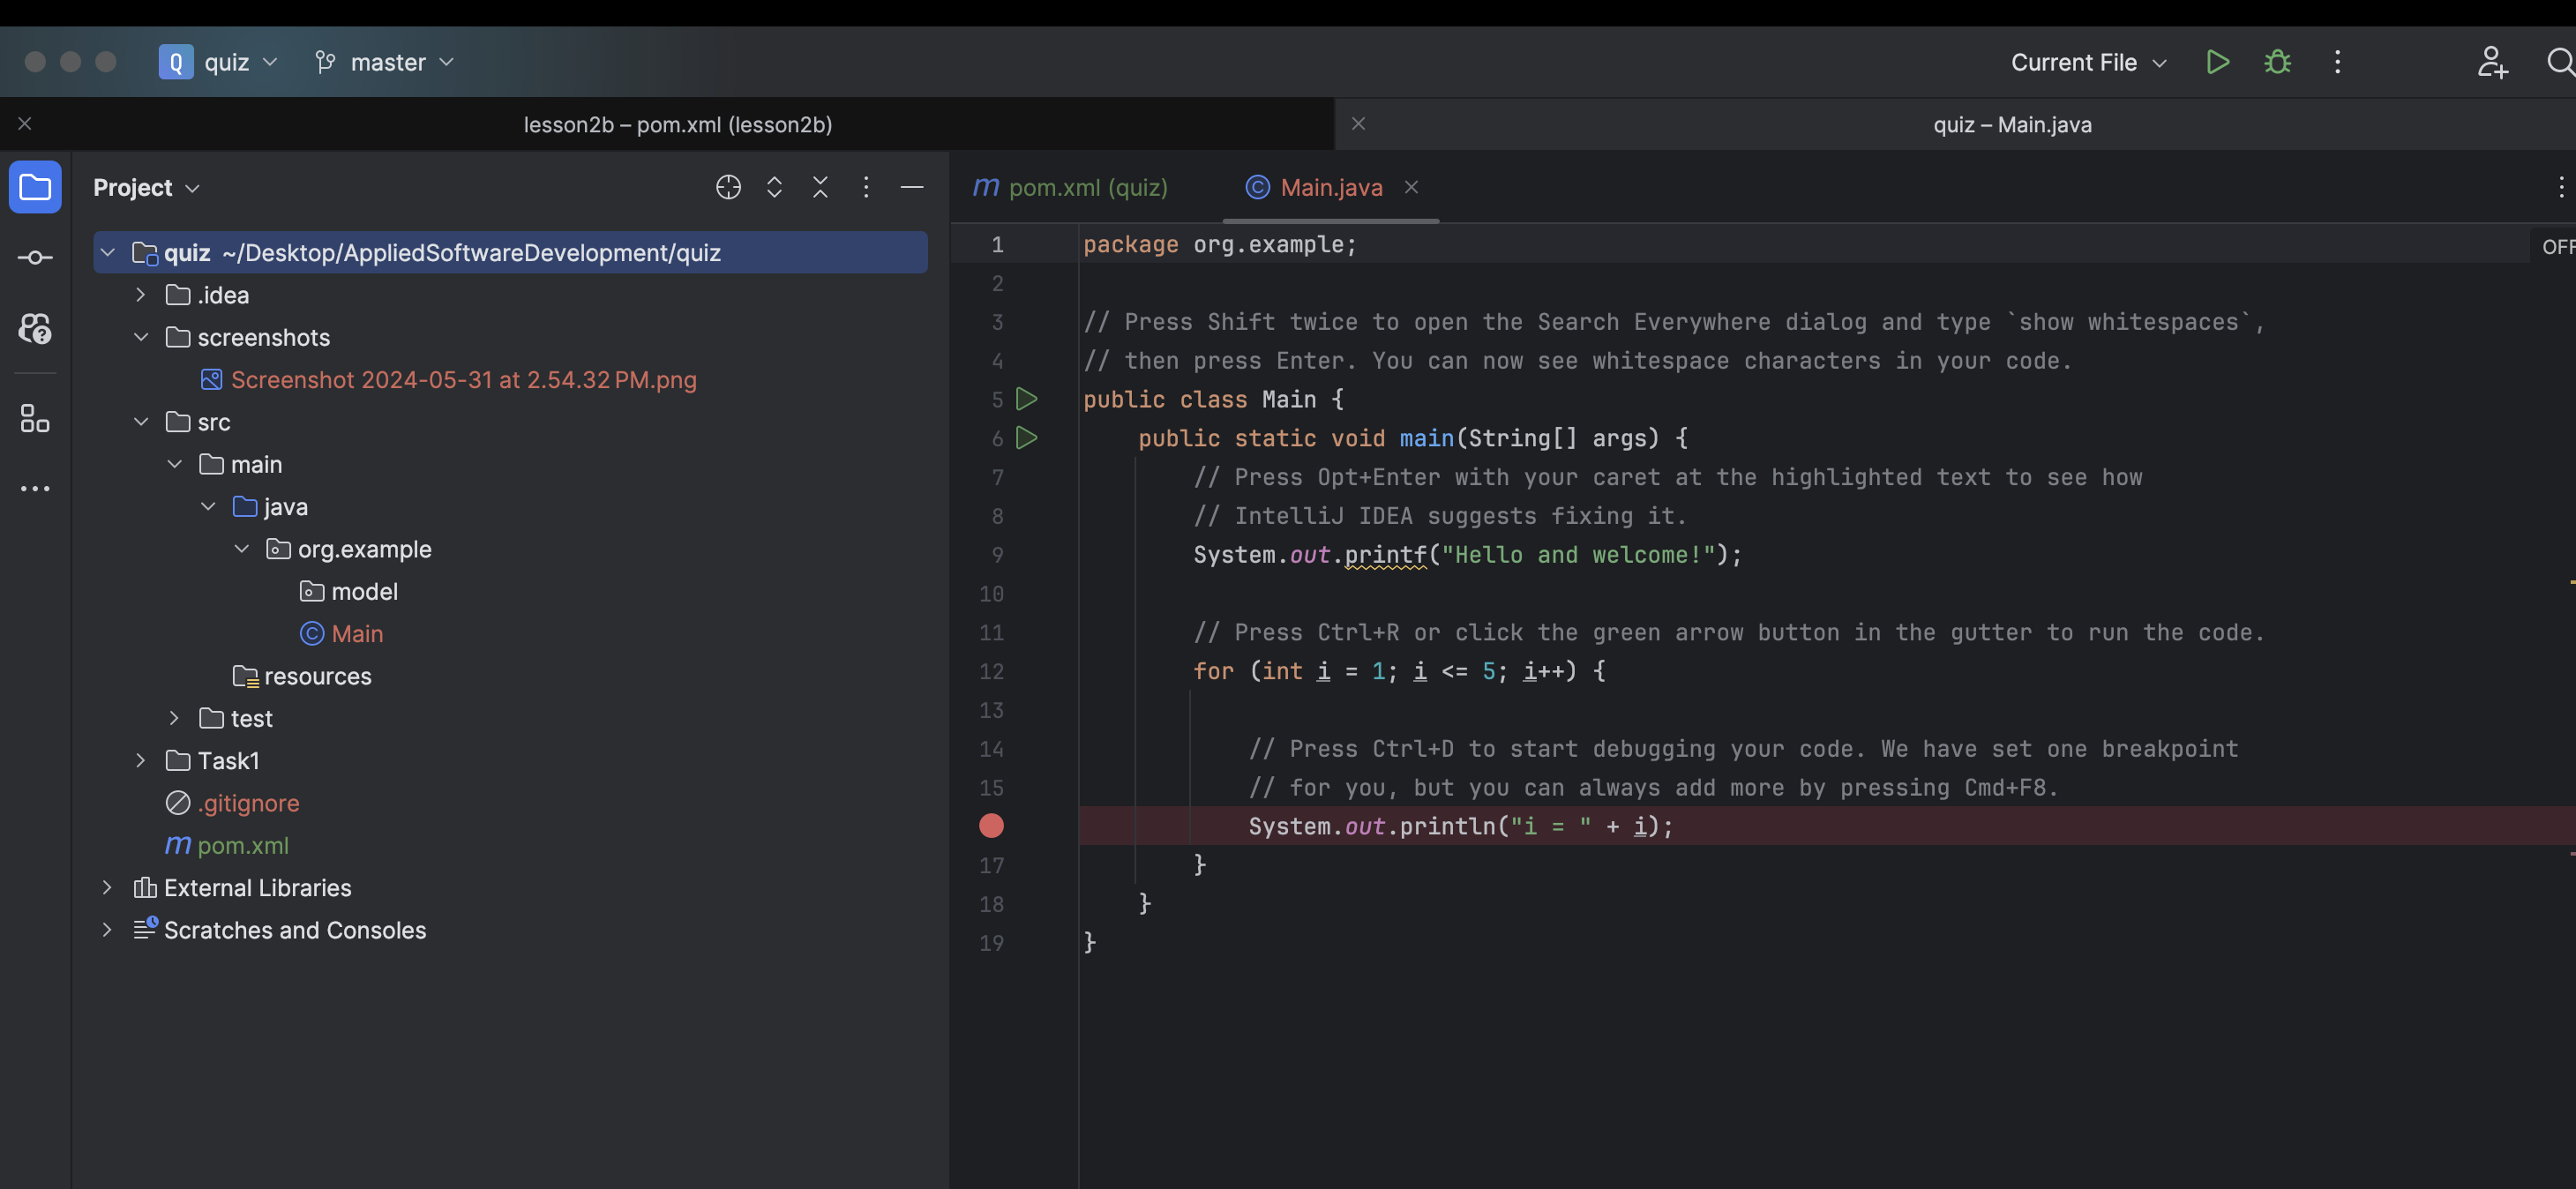 Q quiz master Current File
lesson2b – pom.xml (lesson2b) quiz – Main.java
Project
quiz ~/Desktop/AppliedSoftwareDevelopment/quiz
.idea
screenshots
Screenshot 2024-05-31 at 2.54.32 PM.png
src
main
java
org.example
model
Main
resources
test
Task1
.gitignore
m pom.xml
External Libraries
Scratches and Consoles
m pom.xml (quiz) C Main.java
OFF
1 package org.example;
2
3 // Press Shift twice to open the Search Everywhere dialog and type `show whitespaces`,
4 // then press Enter. You can now see whitespace characters in your code.
5 public class Main {
6 public static void main(String[] args) {
7 // Press Opt+Enter with your caret at the highlighted text to see how
8 // IntelliJ IDEA suggests fixing it.
9 System.out.printf("Hello and welcome!");
10
11 // Press Ctrl+R or click the green arrow button in the gutter to run the code.
12 for (int i = 1; i <= 5; i++) {
13
14 // Press Ctrl+D to start debugging your code. We have set one breakpoint
15 // for you, but you can always add more by pressing Cmd+F8.
System.out.println("i = " + i);
17 }
18 }
19 }